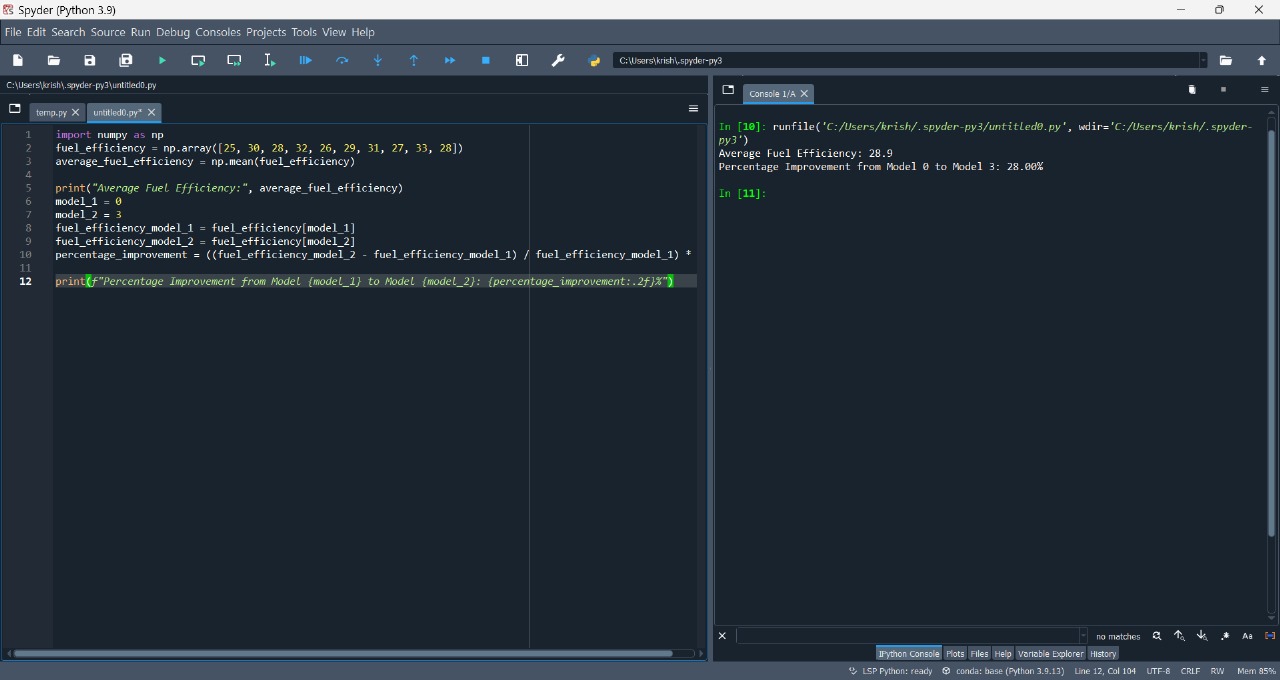 Spyder (Python 3.9)
File Edit Search Source Run Debug Consoles Projects Tools View Help
C:\Users\krish\.spyder-py3
C:\Users\krish\.spyder-py3\untitled0.py
temp.py
untitled0.py*
1 import numpy as np
2 fuel_efficiency = np.array([25, 30, 28, 32, 26, 29, 31, 27, 33, 28])
3 average_fuel_efficiency = np.mean(fuel_efficiency)
4
5 print("Average Fuel Efficiency:", average_fuel_efficiency)
6 model_1 = 0
7 model_2 = 3
8 fuel_efficiency_model_1 = fuel_efficiency[model_1]
9 fuel_efficiency_model_2 = fuel_efficiency[model_2]
10 percentage_improvement = ((fuel_efficiency_model_2 - fuel_efficiency_model_1) / fuel_efficiency_model_1) *
11
12 print(f"Percentage Improvement from Model {model_1} to Model {model_2}: {percentage_improvement:.2f}%")
Console 1/A
In [10]: runfile('C:/Users/krish/.spyder-py3/untitled0.py', wdir='C:/Users/krish/.spyder-
py3')
Average Fuel Efficiency: 28.9
Percentage Improvement from Model 0 to Model 3: 28.00%
In [11]:
no matches
Aa
IPython Console Plots Files Help Variable Explorer History
LSP Python: ready conda: base (Python 3.9.13) Line 12, Col 104 UTF-8 CRLF RW Mem 85%